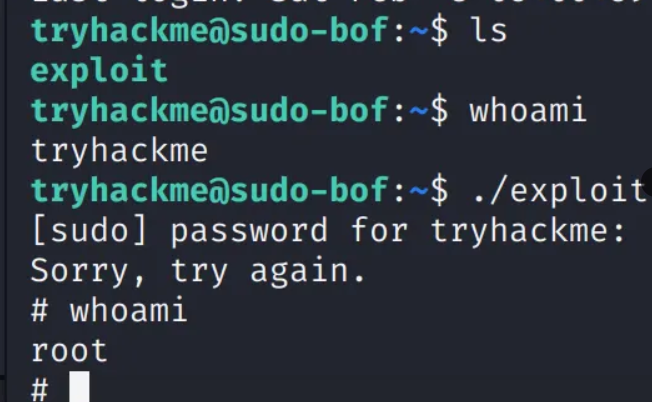 tryhackme@sudo-bof:~$ ls
exploit
tryhackme@sudo-bof:~$ whoami
tryhackme
tryhackme@sudo-bof:~$ ./exploit
[sudo] password for tryhackme:
Sorry, try again.
# whoami
root
#